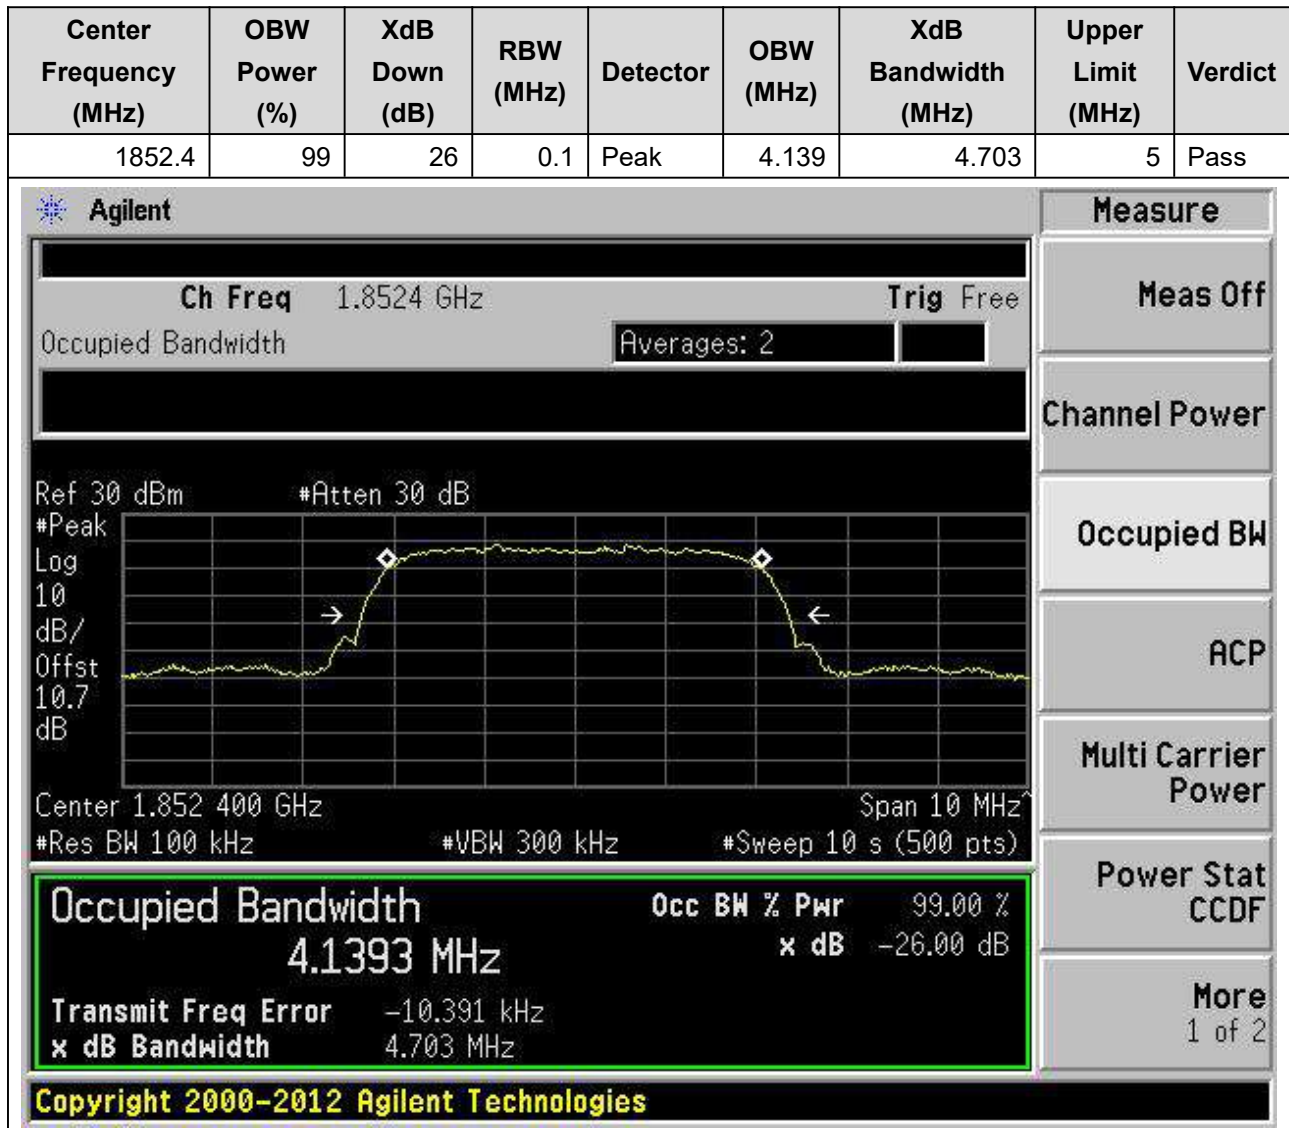 Center Frequency (MHz) OBW Power (%) XdB Down (dB) RBW (MHz) Detector OBW (MHz) XdB Bandwidth (MHz) Upper Limit (MHz) Verdict
1852.4 99 26 0.1 Peak 4.139 4.703 5 Pass
Agilent
Measure
Ch Freq 1.8524 GHz Trig Free
Meas Off
Occupied Bandwidth Averages: 2
Channel Power
Ref 30 dBm #Atten 30 dB
#Peak
Occupied BW
Log
10
dB/
ACP
Offst
10.7
dB
Multi Carrier
Power
Center 1.852 400 GHz Span 10 MHz^
#Res BW 100 kHz #VBW 300 kHz #Sweep 10 s (500 pts)
Power Stat
CCDF
Occupied Bandwidth Occ BW % Pwr 99.00 %
4.1393 MHz x dB -26.00 dB
More
1 of 2
Transmit Freq Error -10.391 kHz
x dB Bandwidth 4.703 MHz
Copyright 2000-2012 Agilent Technologies